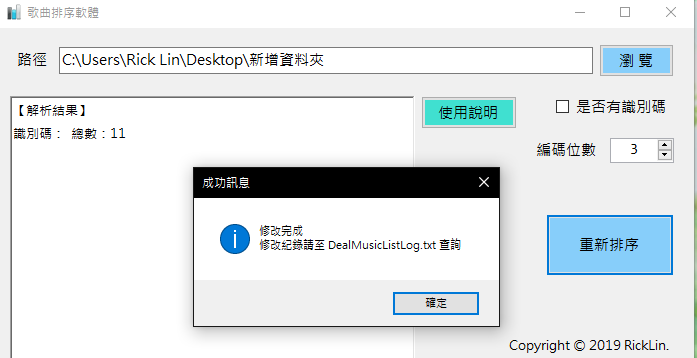 歌曲排序軟體
路徑
C:\Users\Rick Lin\Desktop\新增資料夾
瀏 覽
【解析結果】
識別碼： 總數：11
使用說明
是否有識別碼
編碼位數
3
成功訊息
修改完成
修改紀錄請至 DealMusicListLog.txt 查詢
確定
重新排序
Copyright © 2019 RickLin.